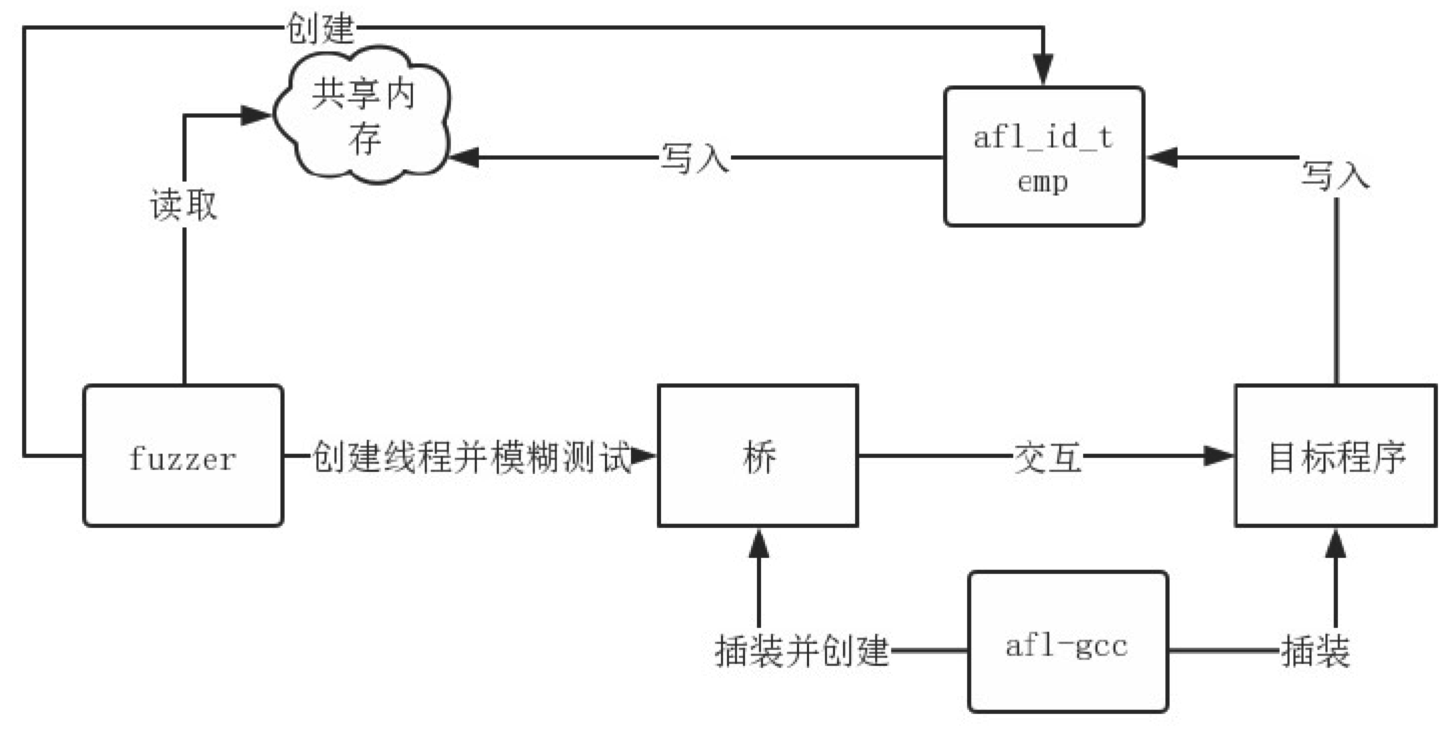 创建
共享内
存
afl_id_t
emp
写入
写入
读取
fuzzer
创建线程并模糊测试
桥
交互
目标程序
插装并创建
afl-gcc
插装